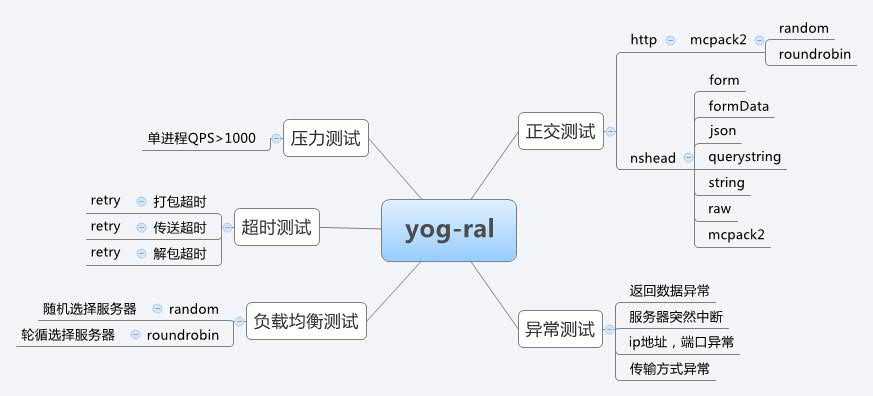 yog-ral
正交测试
http
mcpack2
random
roundrobin
nshead
form
formData
json
querystring
string
raw
mcpack2
异常测试
返回数据异常
服务器突然中断
ip地址，端口异常
传输方式异常
压力测试
单进程QPS>1000
超时测试
打包超时
retry
传送超时
retry
解包超时
retry
负载均衡测试
random
随机选择服务器
roundrobin
轮循选择服务器